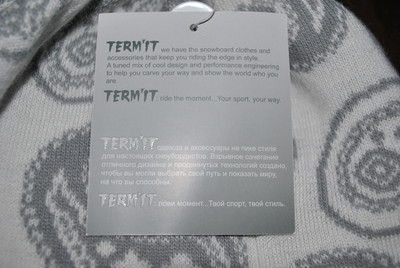 TERM'IT we have the snowboard clothes and
accessories that keep you riding the edge in style.
A tuned mix of cool design and performance engineering
to help you carve your way and show the world who you
are.
TERM'IT. ride the moment...Your sport, your way.
TERM'IT одежда и аксессуары на пике стиля
для настоящих сноубордистов. Взрывное сочетание
отличного дизайна и продвинутых технологий создано,
чтобы вы могли выбрать свой путь и показать миру,
на что вы способны.
TERM'IT. лови момент...Твой спорт, твой стиль.